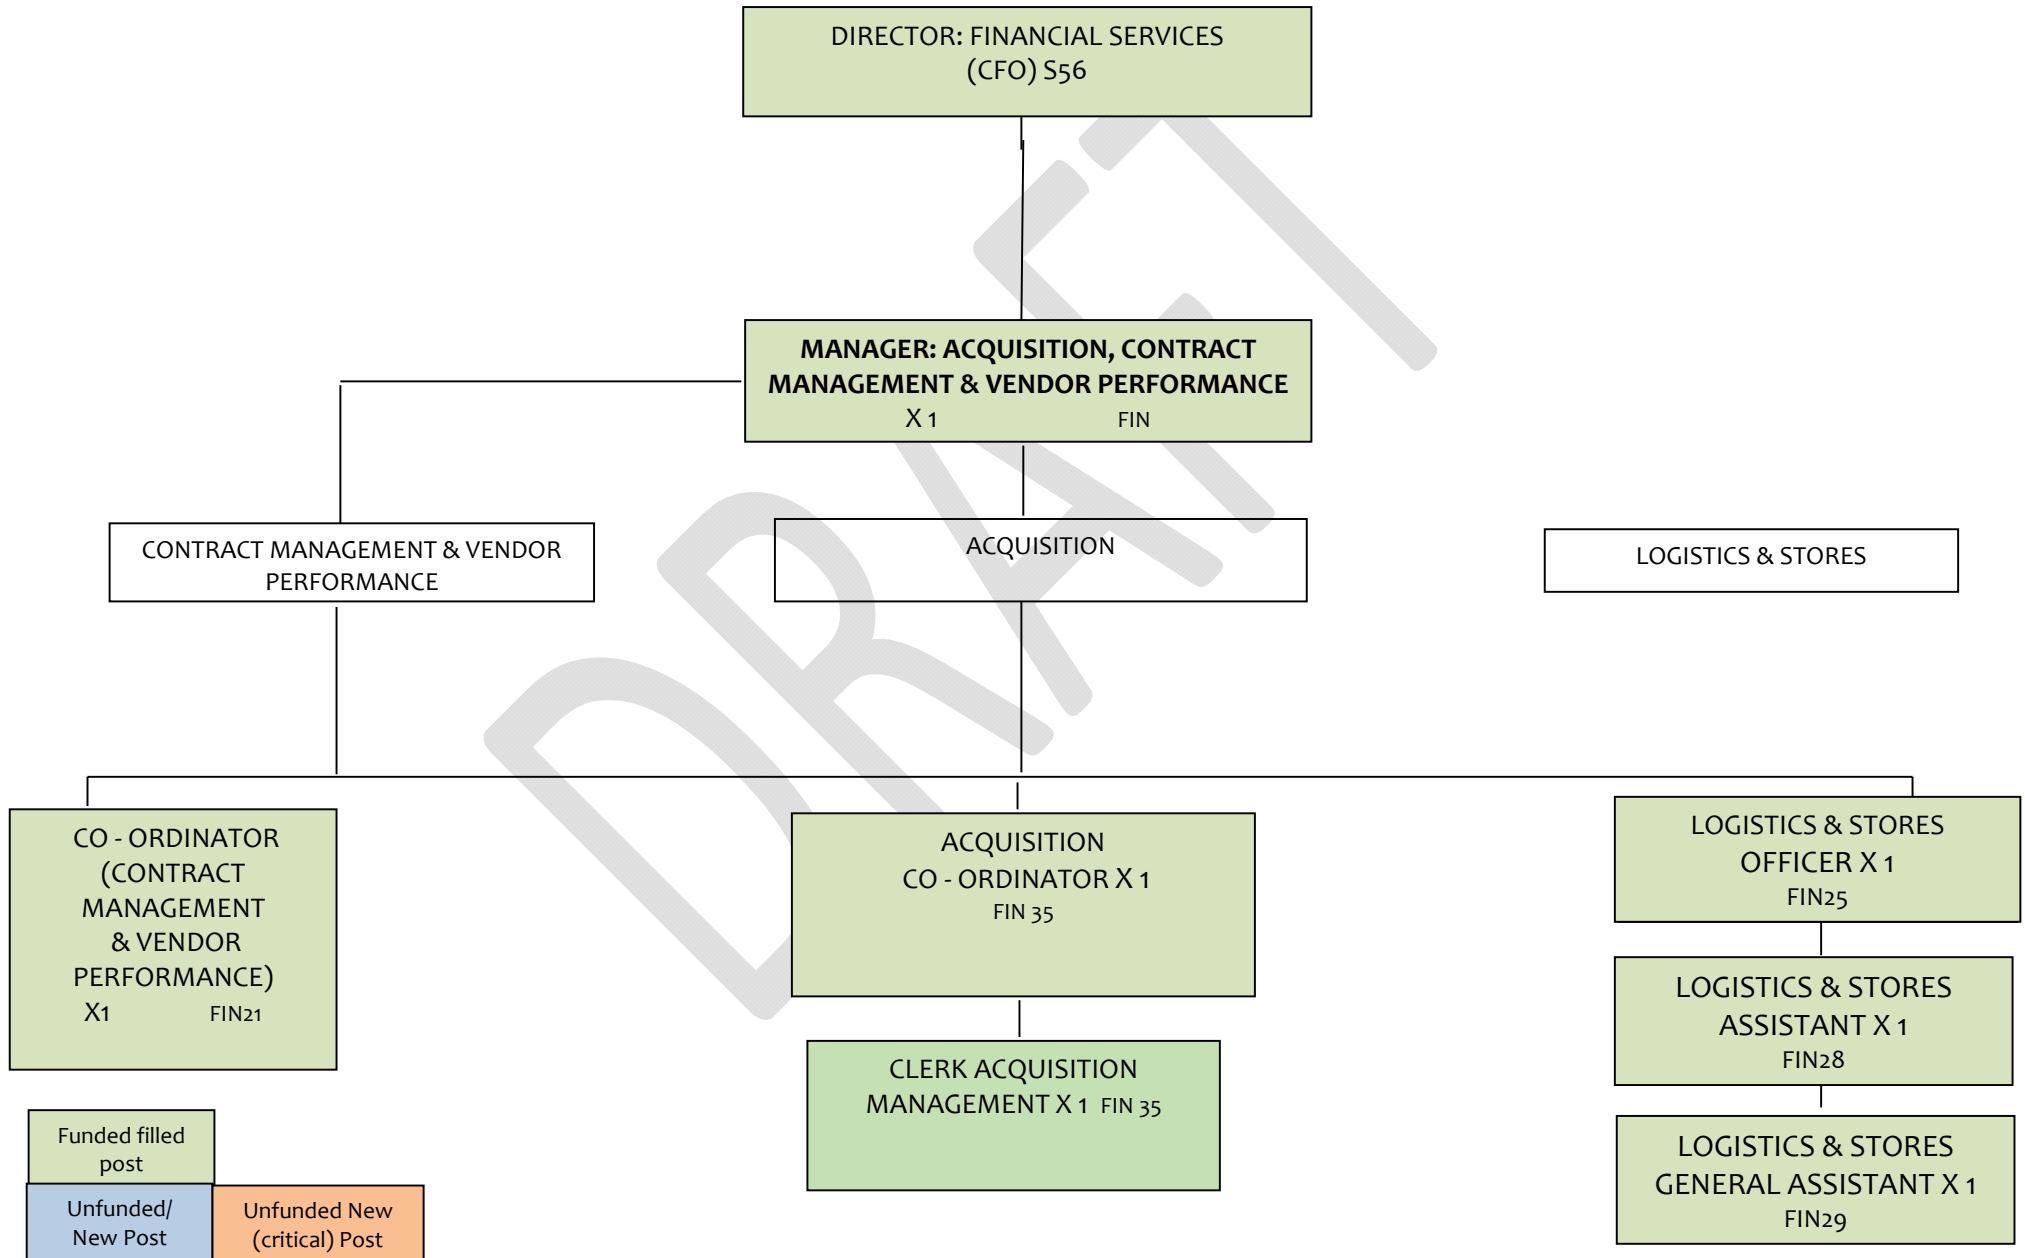 DIRECTOR: FINANCIAL SERVICES
(CFO) S56
MANAGER: ACQUISITION, CONTRACT
MANAGEMENT & VENDOR PERFORMANCE
X 1 FIN
CONTRACT MANAGEMENT & VENDOR
PERFORMANCE
ACQUISITION
LOGISTICS & STORES
CO - ORDINATOR
(CONTRACT
MANAGEMENT
& VENDOR
PERFORMANCE)
X1 FIN21
ACQUISITION
CO - ORDINATOR X 1
FIN 35
CLERK ACQUISITION
MANAGEMENT X 1 FIN 35
LOGISTICS & STORES
OFFICER X 1
FIN25
LOGISTICS & STORES
ASSISTANT X 1
FIN28
LOGISTICS & STORES
GENERAL ASSISTANT X 1
FIN29
Funded filled
post
Unfunded/
New Post
Unfunded New
(critical) Post
DRAFT